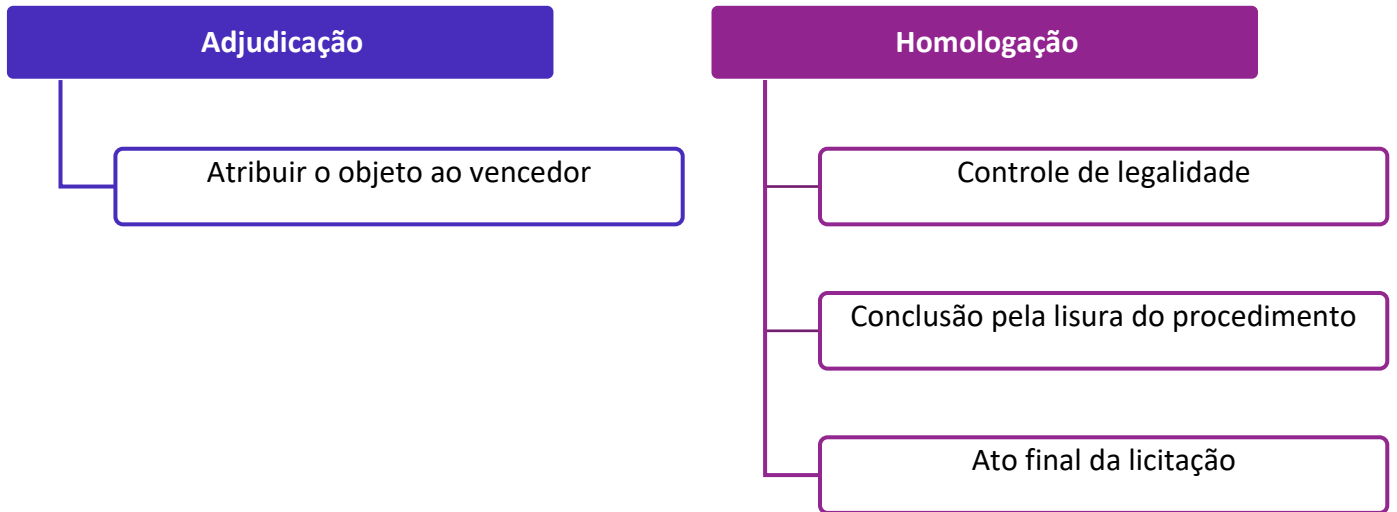 Adjudicação
Atribuir o objeto ao vencedor
Homologação
Controle de legalidade
Conclusão pela lisura do procedimento
Ato final da licitação